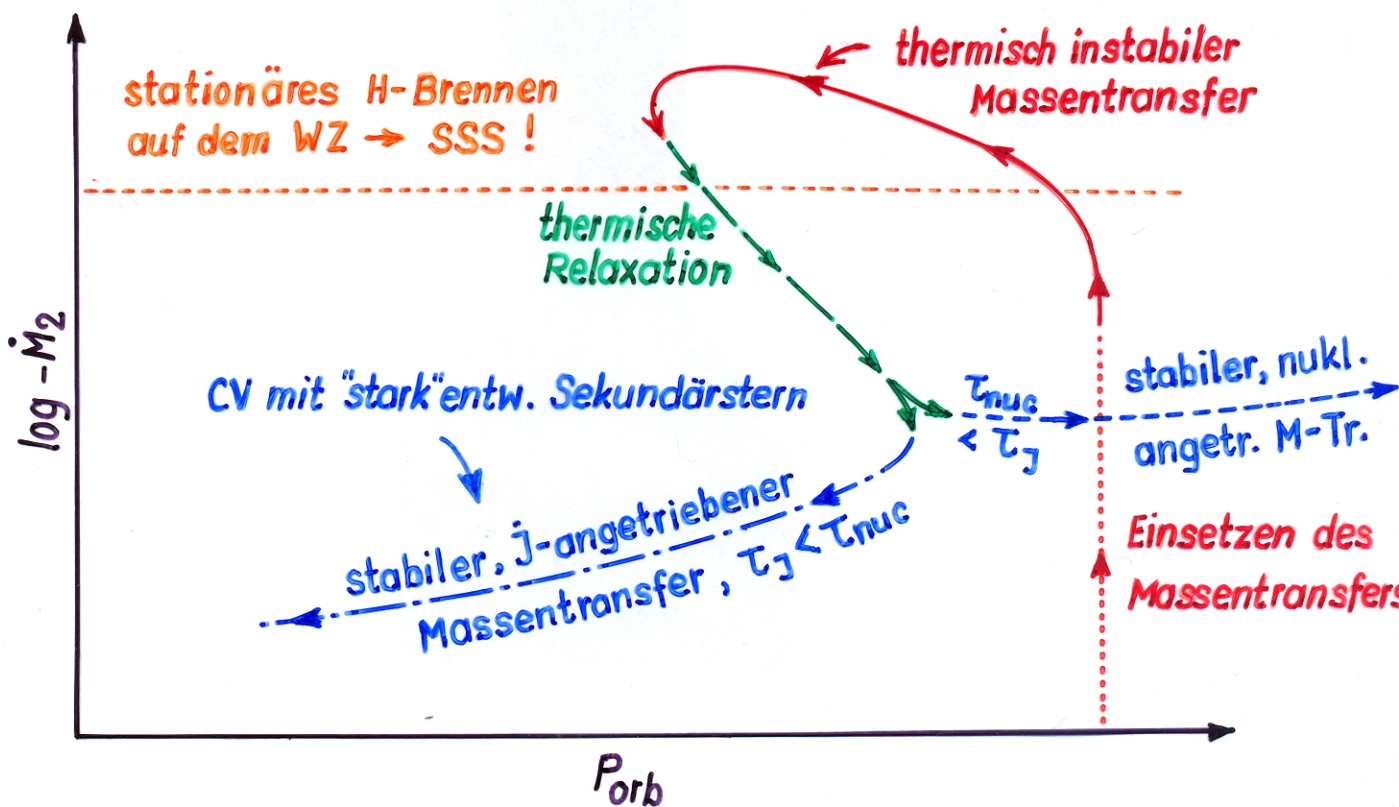 thermisch instabiler
Massentransfer
stationäres H-Brennen
auf dem WZ → SSS !
thermische
Relaxation
log -Ṁ₂
CV mit "stark" entw. Sekundärstern
τnuc
< τJ
stabiler, nukl.
angetr. M-Tr.
stabiler, J̇-angetriebener
Massentransfer, τJ < τnuc
Einsetzen des
Massentransfers
Porb